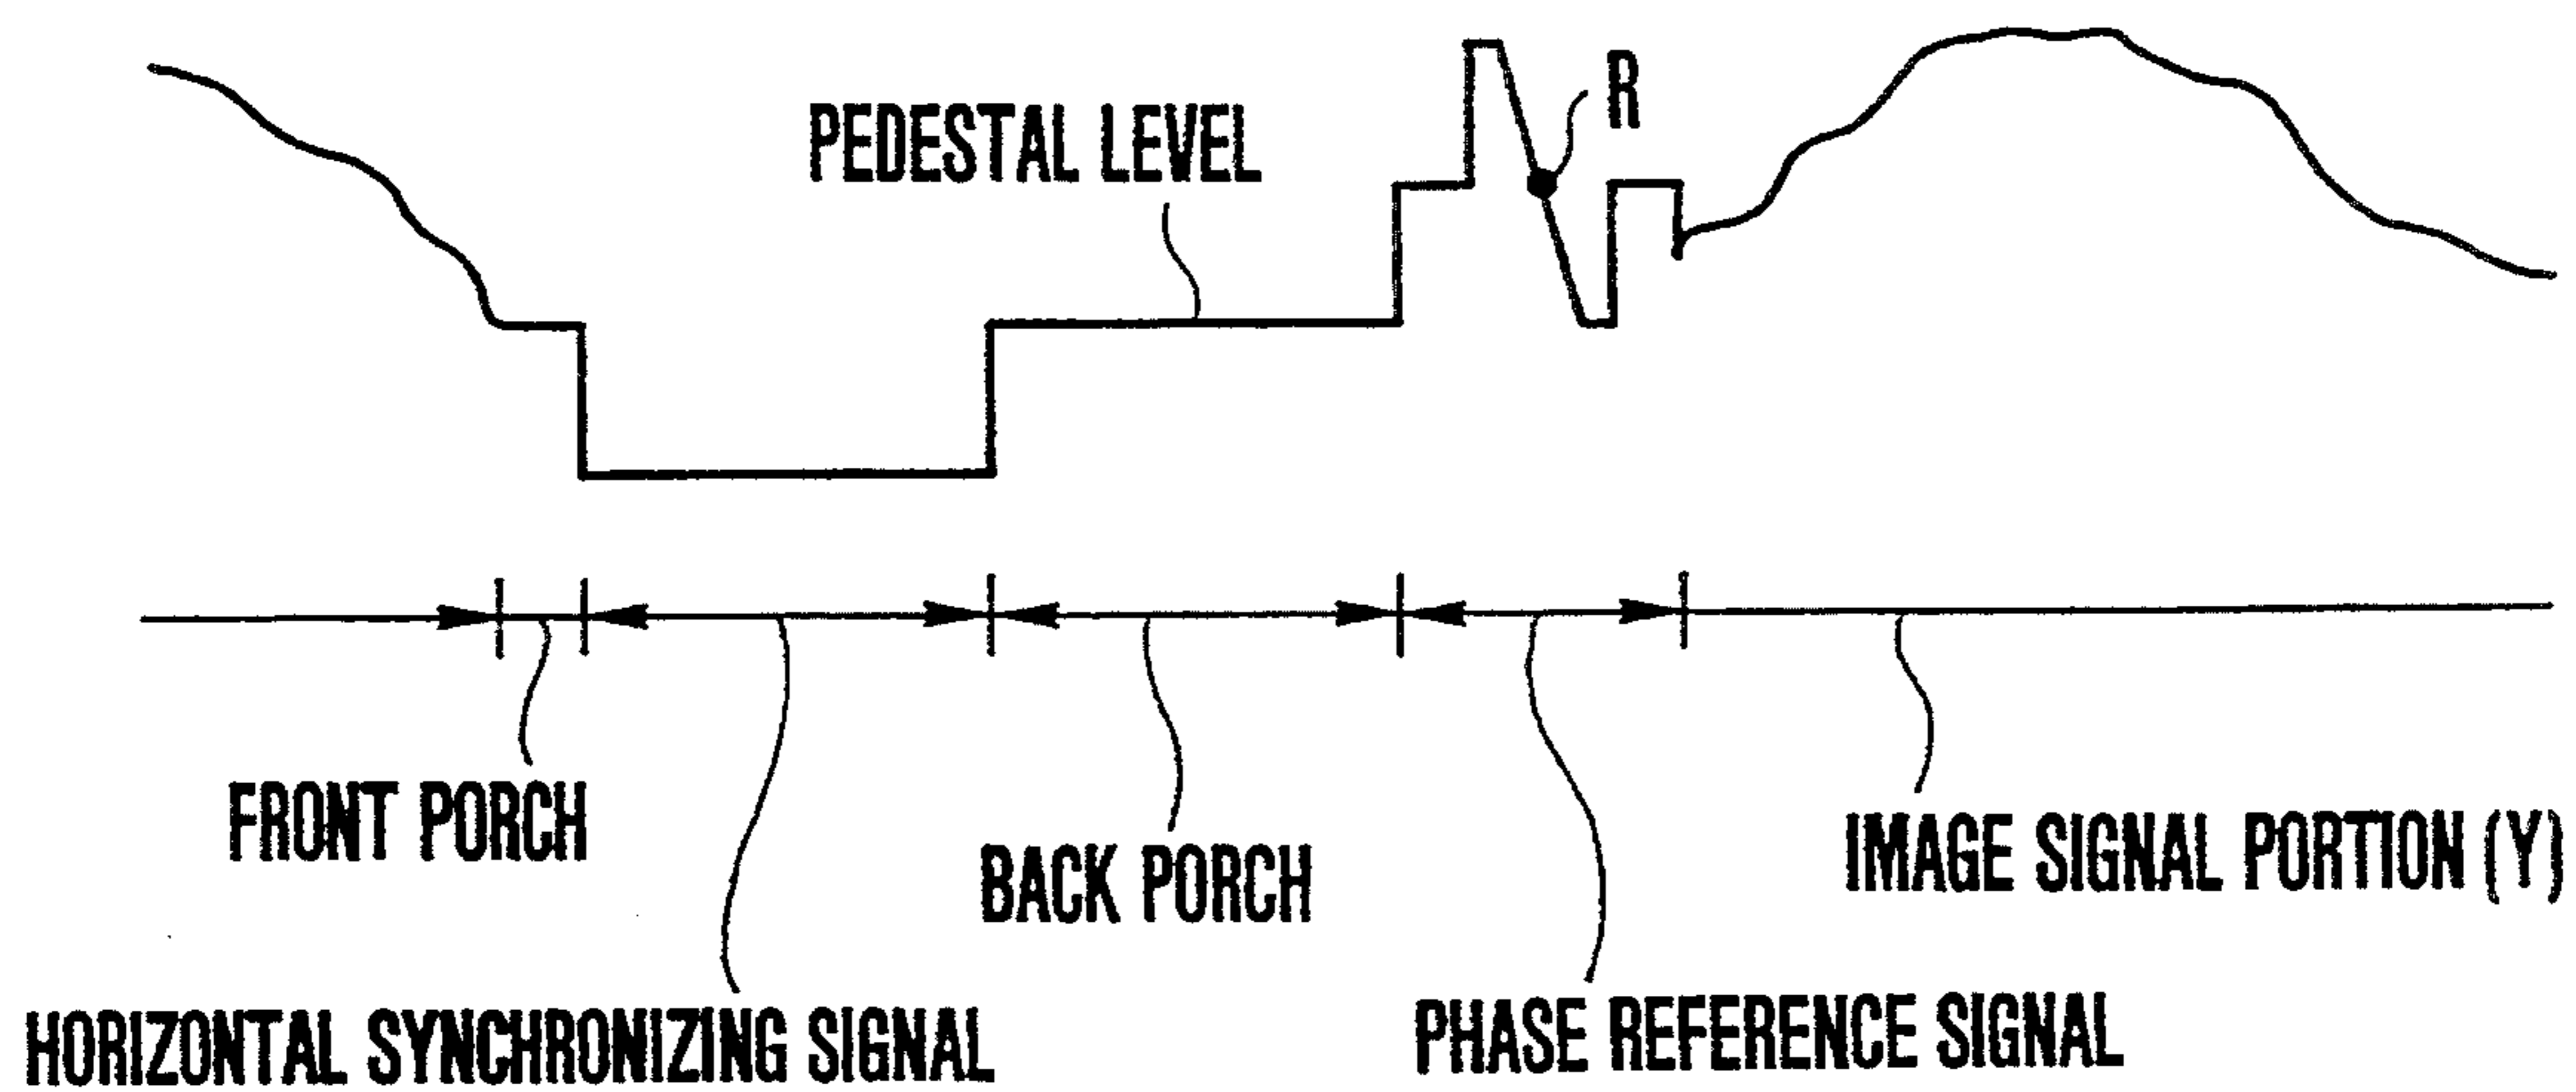 PEDESTAL LEVEL
R
FRONT PORCH
BACK PORCH
IMAGE SIGNAL PORTION (Y)
HORIZONTAL SYNCHRONIZING SIGNAL
PHASE REFERENCE SIGNAL